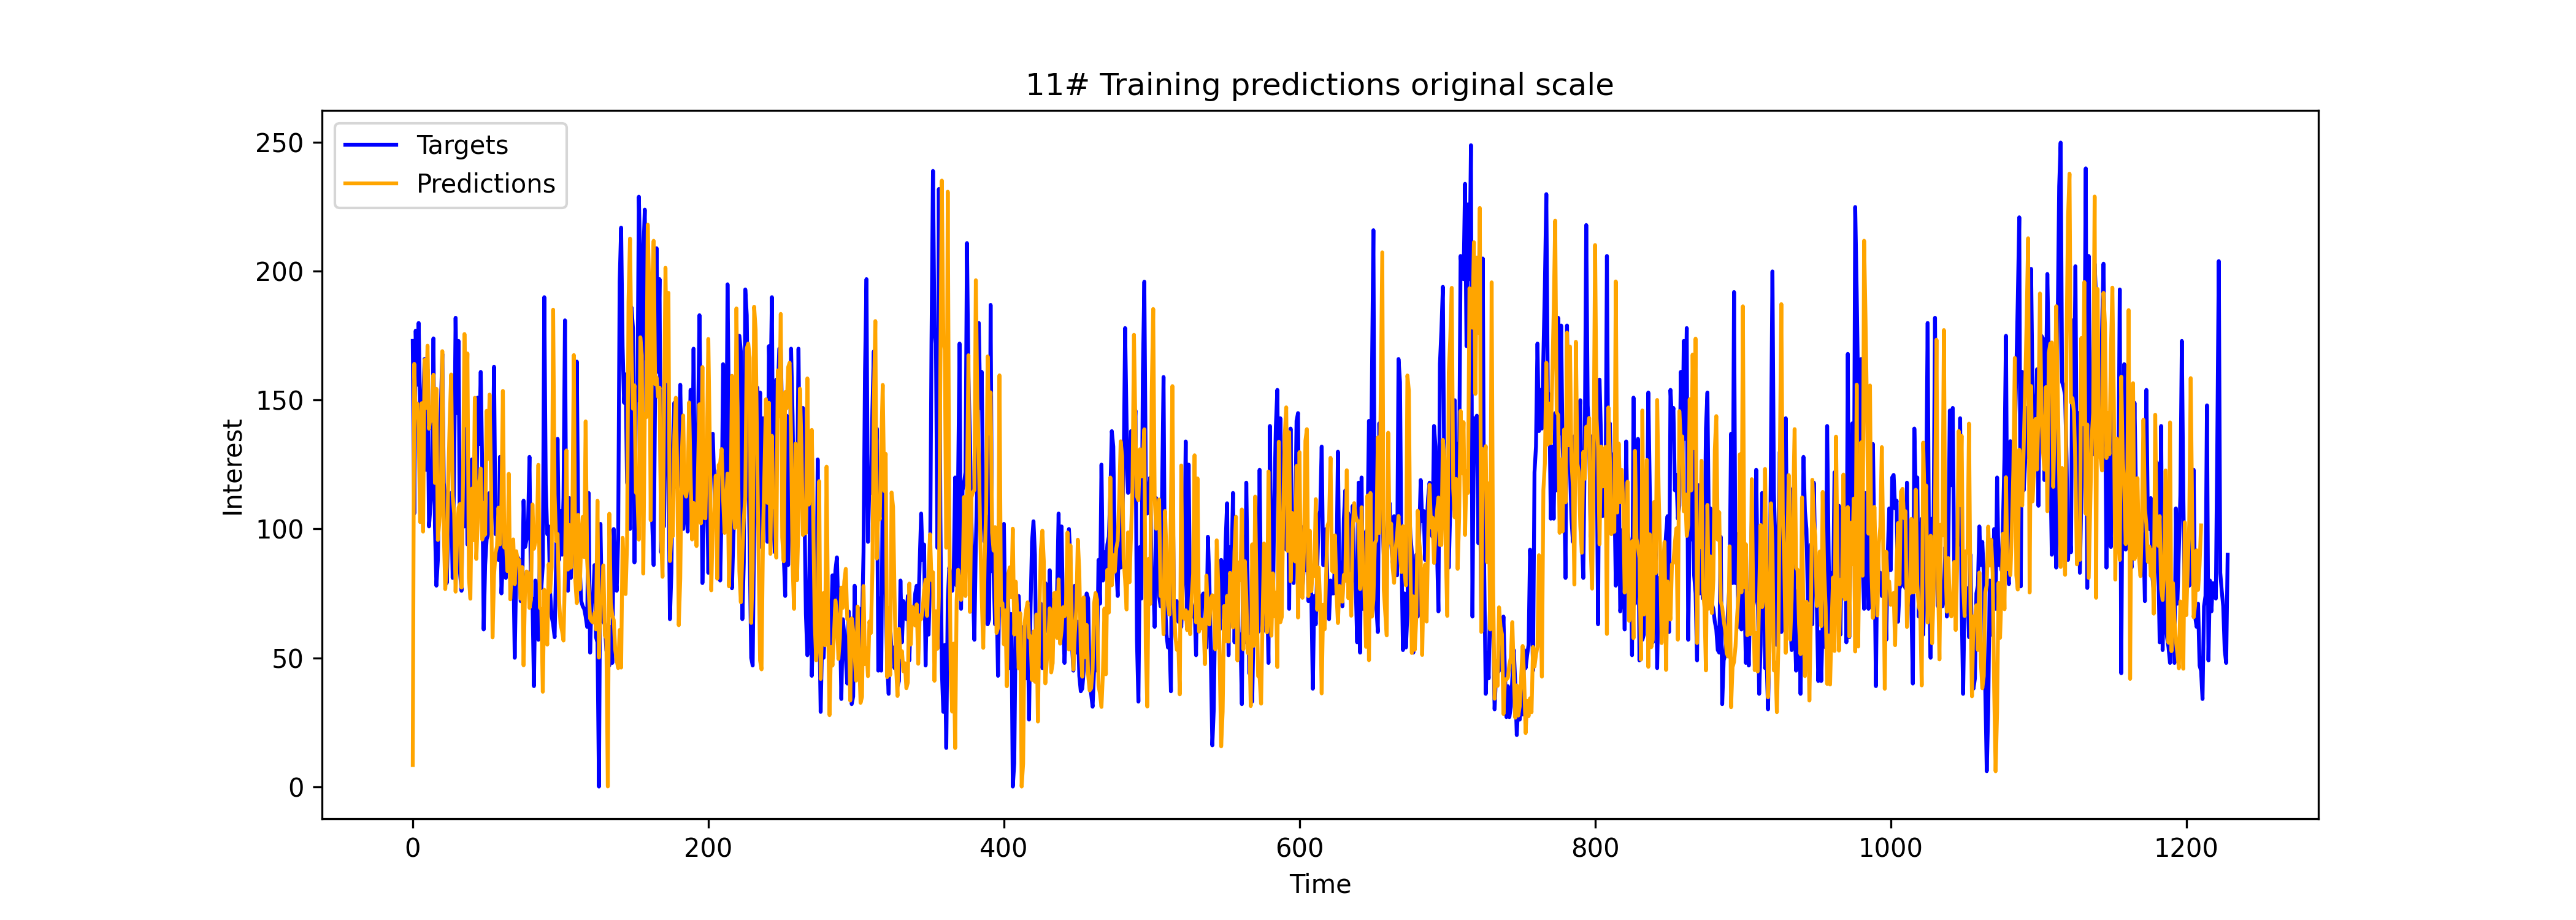 11# Training predictions original scale
Targets
Predictions
250
200
150
100
50
0
Interest
0 200 400 600 800 1000 1200
Time